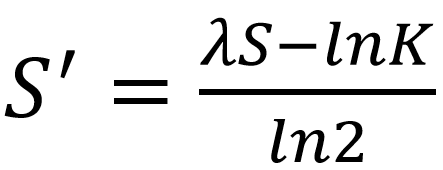 S′ = (λS−lnK) / ln2